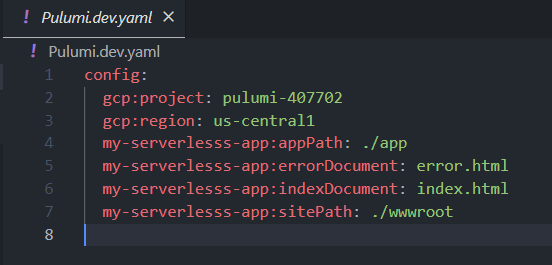 ! Pulumi.dev.yaml ×
! Pulumi.dev.yaml
1 config:
2 gcp:project: pulumi-407702
3 gcp:region: us-central1
4 my-serverlesss-app:appPath: ./app
5 my-serverlesss-app:errorDocument: error.html
6 my-serverlesss-app:indexDocument: index.html
7 my-serverlesss-app:sitePath: ./wwwroot
8